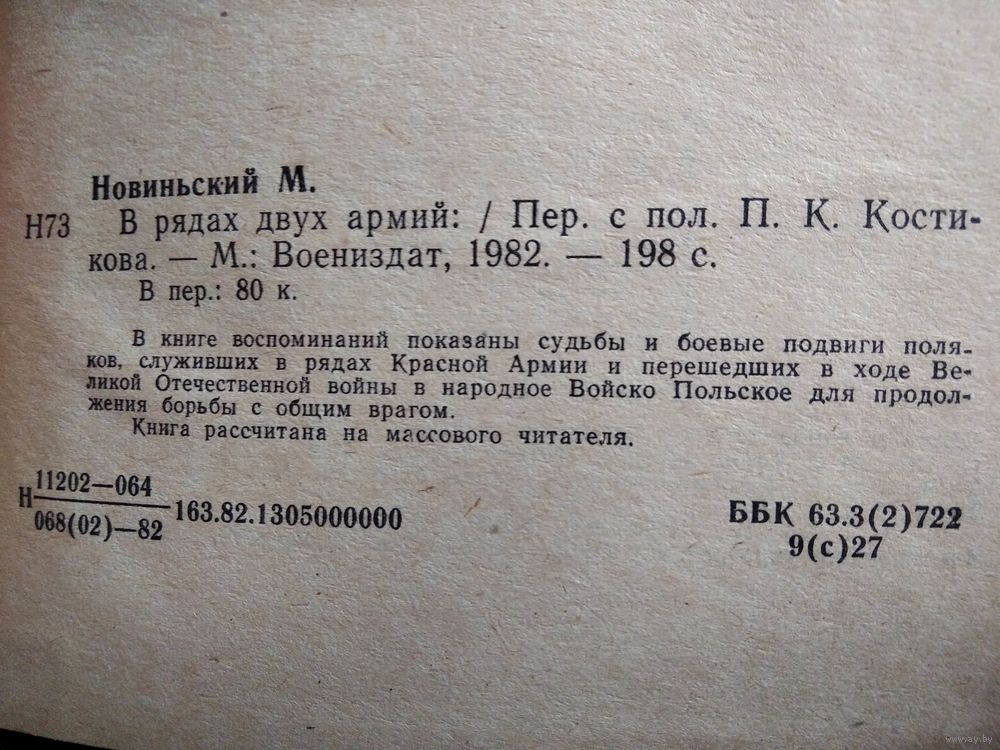 Новиньский М.
Н73 В рядах двух армий: / Пер. с пол. П. К. Кости-
кова. — М.: Воениздат, 1982. — 198 с.
В пер.: 80 к.
В книге воспоминаний показаны судьбы и боевые подвиги поля-
ков, служивших в рядах Красной Армии и перешедших в ходе Ве-
ликой Отечественной войны в народное Войско Польское для продол-
жения борьбы с общим врагом.
Книга рассчитана на массового читателя.
Н 11202—064
068(02)—82 163.82.1305000000
ББК 63.3(2)722
9(с)27
www.ay.by